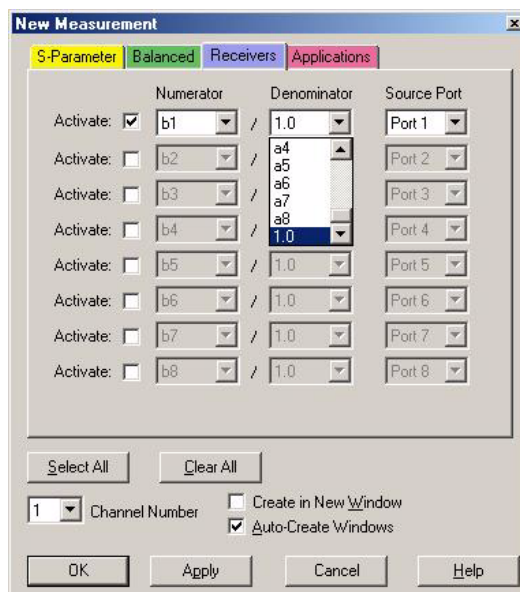 New Measurement
S-Parameter Balanced Receivers Applications
Numerator Denominator Source Port
Activate: b1 / 1.0 Port 1
Activate: b2 / a4 Port 2
a5
Activate: b3 / a6 Port 3
a7
Activate: b4 / a8 Port 4
1.0
Activate: b5 / 1.0 Port 5
Activate: b6 / 1.0 Port 6
Activate: b7 / 1.0 Port 7
Activate: b8 / 1.0 Port 8
Select All Clear All
1 Channel Number Create in New Window
Auto-Create Windows
OK Apply Cancel Help